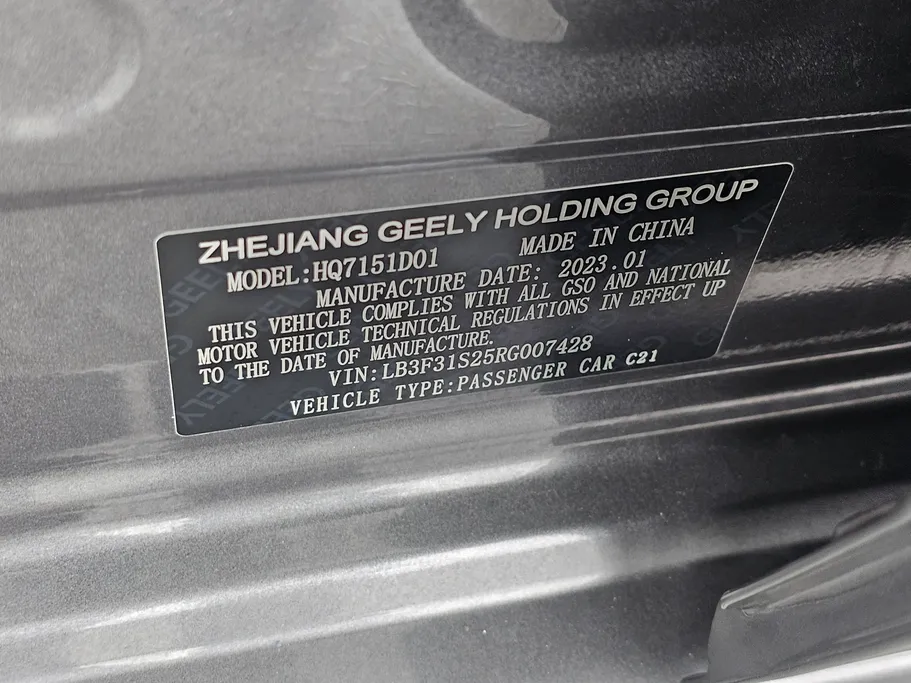 ZHEJIANG GEELY HOLDING GROUP
MODEL:HQ7151D01 MADE IN CHINA
MANUFACTURE DATE: 2023.01
THIS VEHICLE COMPLIES WITH ALL GSO AND NATIONAL
MOTOR VEHICLE TECHNICAL REGULATIONS IN EFFECT UP
TO THE DATE OF MANUFACTURE.
VIN:LB3F31S25RG007428
VEHICLE TYPE:PASSENGER CAR C21